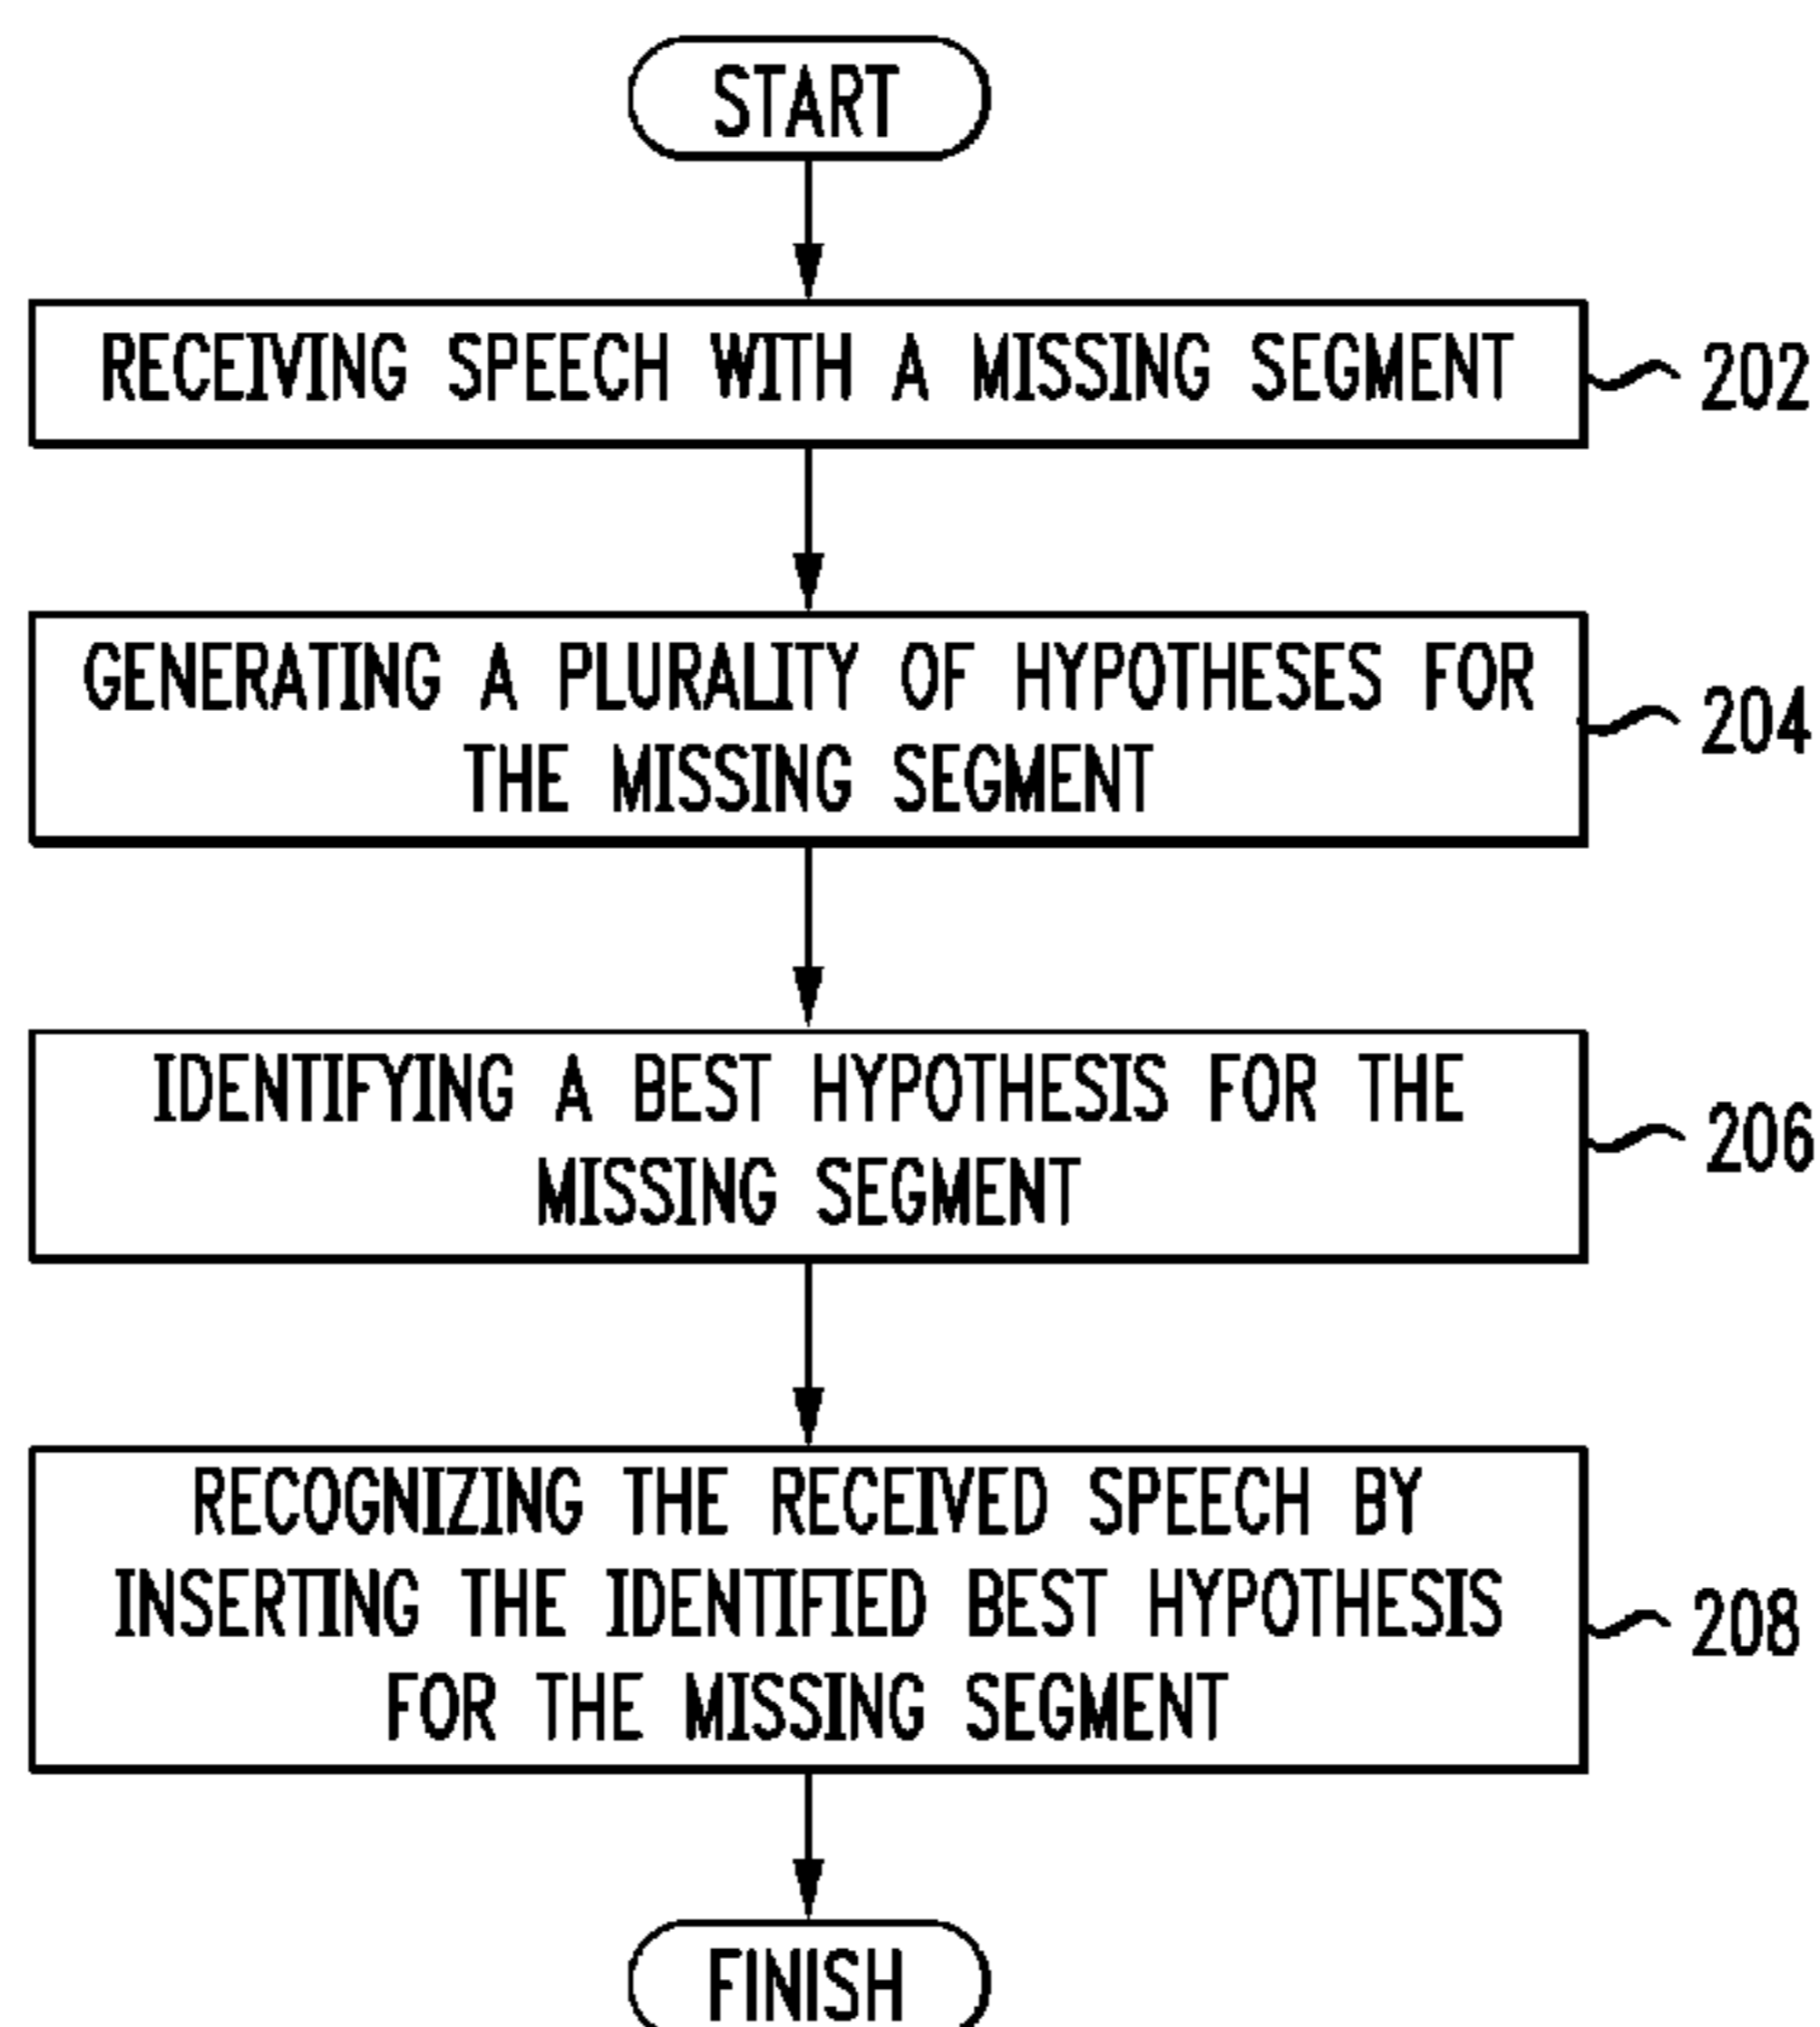 START
RECEIVING SPEECH WITH A MISSING SEGMENT
202
GENERATING A PLURALITY OF HYPOTHESES FOR
THE MISSING SEGMENT
204
IDENTIFYING A BEST HYPOTHESIS FOR THE
MISSING SEGMENT
206
RECOGNIZING THE RECEIVED SPEECH BY
INSERTING THE IDENTIFIED BEST HYPOTHESIS
FOR THE MISSING SEGMENT
208
FINISH